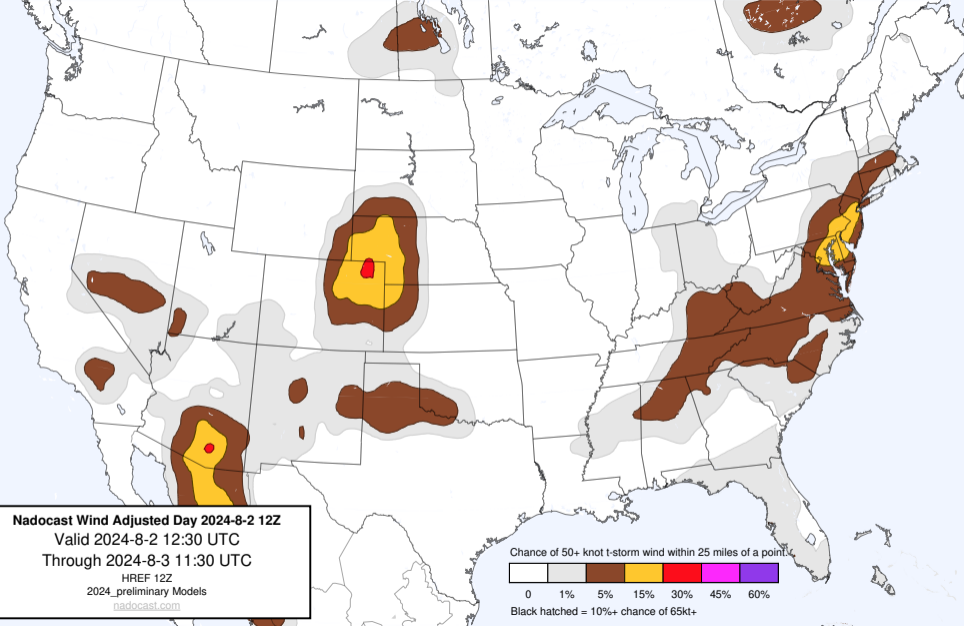 Nadocast Wind Adjusted Day 2024-8-2 12Z
Valid 2024-8-2 12:30 UTC
Through 2024-8-3 11:30 UTC
HREF 12Z
2024_preliminary Models
nadocast.com
Chance of 50+ knot t-storm wind within 25 miles of a point.
0 1% 5% 15% 30% 45% 60%
Black hatched = 10%+ chance of 65kt+